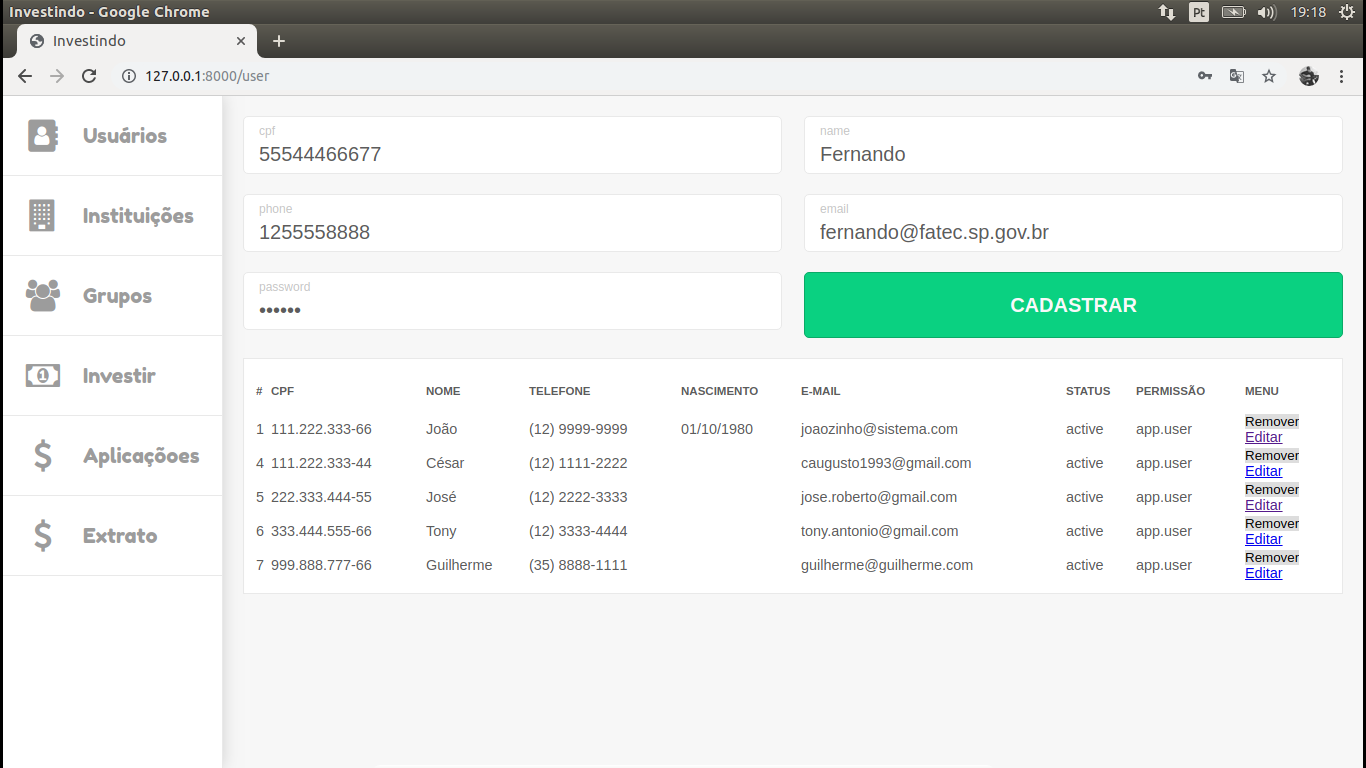 Investindo - Google Chrome
Pt
19:18
Investindo
127.0.0.1:8000/user
Usuários
Instituições
Grupos
1
Investir
$
Aplicaçãoes
$
Extrato
cpf
55544466677
name
Fernando
phone
1255558888
email
fernando@fatec.sp.gov.br
password
••••••
CADASTRAR
# CPF NOME TELEFONE NASCIMENTO E-MAIL STATUS PERMISSÃO MENU
1 111.222.333-66 João (12) 9999-9999 01/10/1980 joaozinho@sistema.com active app.user Remover
Editar
4 111.222.333-44 César (12) 1111-2222 caugusto1993@gmail.com active app.user Remover
Editar
5 222.333.444-55 José (12) 2222-3333 jose.roberto@gmail.com active app.user Remover
Editar
6 333.444.555-66 Tony (12) 3333-4444 tony.antonio@gmail.com active app.user Remover
Editar
7 999.888.777-66 Guilherme (35) 8888-1111 guilherme@guilherme.com active app.user Remover
Editar